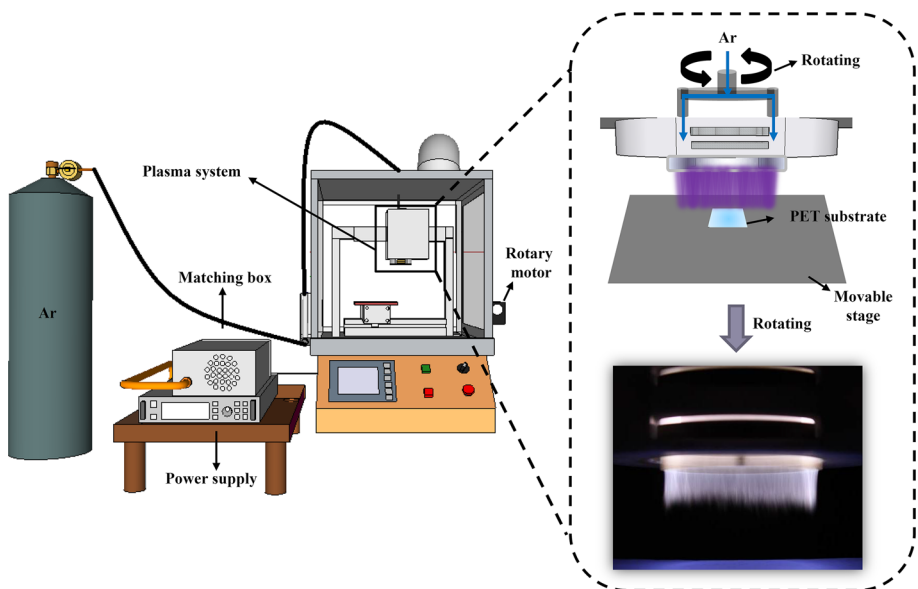 Ar
Rotating
Plasma system
PET substrate
Rotary
motor
Matching box
Movable
stage
Ar
Rotating
Power supply